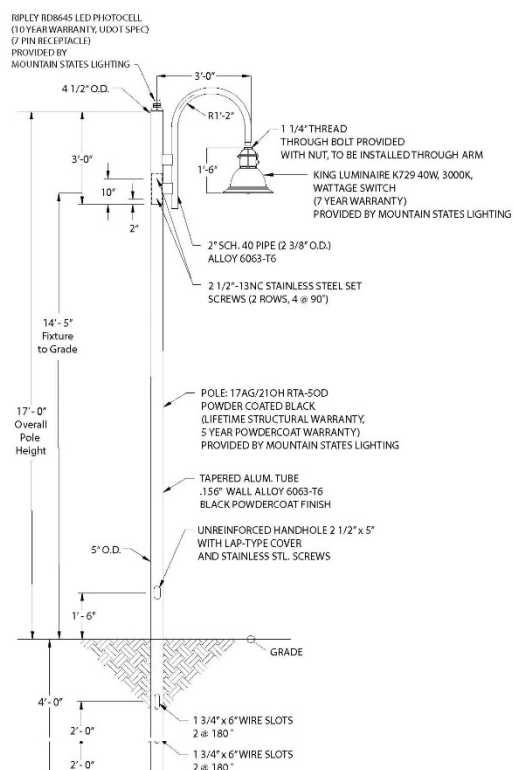 RIPLEY RD8645 LED PHOTOCELL
(10 YEAR WARRANTY, UDOT SPEC)
(7 PIN RECEPTACLE)
PROVIDED BY
MOUNTAIN STATES LIGHTING
3'-0"
4 1/2" O.D.
R1'-2"
1 1/4" THREAD
THROUGH BOLT PROVIDED
WITH NUT, TO BE INSTALLED THROUGH ARM
3'-0"
1'-6"
KING LUMINAIRE K729 40W, 3000K,
WATTAGE SWITCH
(7 YEAR WARRANTY)
PROVIDED BY MOUNTAIN STATES LIGHTING
10"
2"
2" SCH. 40 PIPE (2 3/8" O.D.)
ALLOY 6063-T6
2 1/2"-13NC STAINLESS STEEL SET
SCREWS (2 ROWS, 4 @ 90°)
14'- 5"
Fixture
to Grade
17'- 0"
Overall
Pole
Height
POLE: 17AG/21OH RTA-5OD
POWDER COATED BLACK
(LIFETIME STRUCTURAL WARRANTY,
5 YEAR POWDERCOAT WARRANTY)
PROVIDED BY MOUNTAIN STATES LIGHTING
TAPERED ALUM. TUBE
.156" WALL ALLOY 6063-T6
BLACK POWDERCOAT FINISH
UNREINFORCED HANDHOLE 2 1/2" x 5"
WITH LAP-TYPE COVER
AND STAINLESS STL. SCREWS
5" O.D.
1'- 6"
GRADE
4'- 0"
1 3/4" x 6" WIRE SLOTS
2 @ 180°
2'- 0"
1 3/4" x 6" WIRE SLOTS
2 @ 180°
2'- 0"